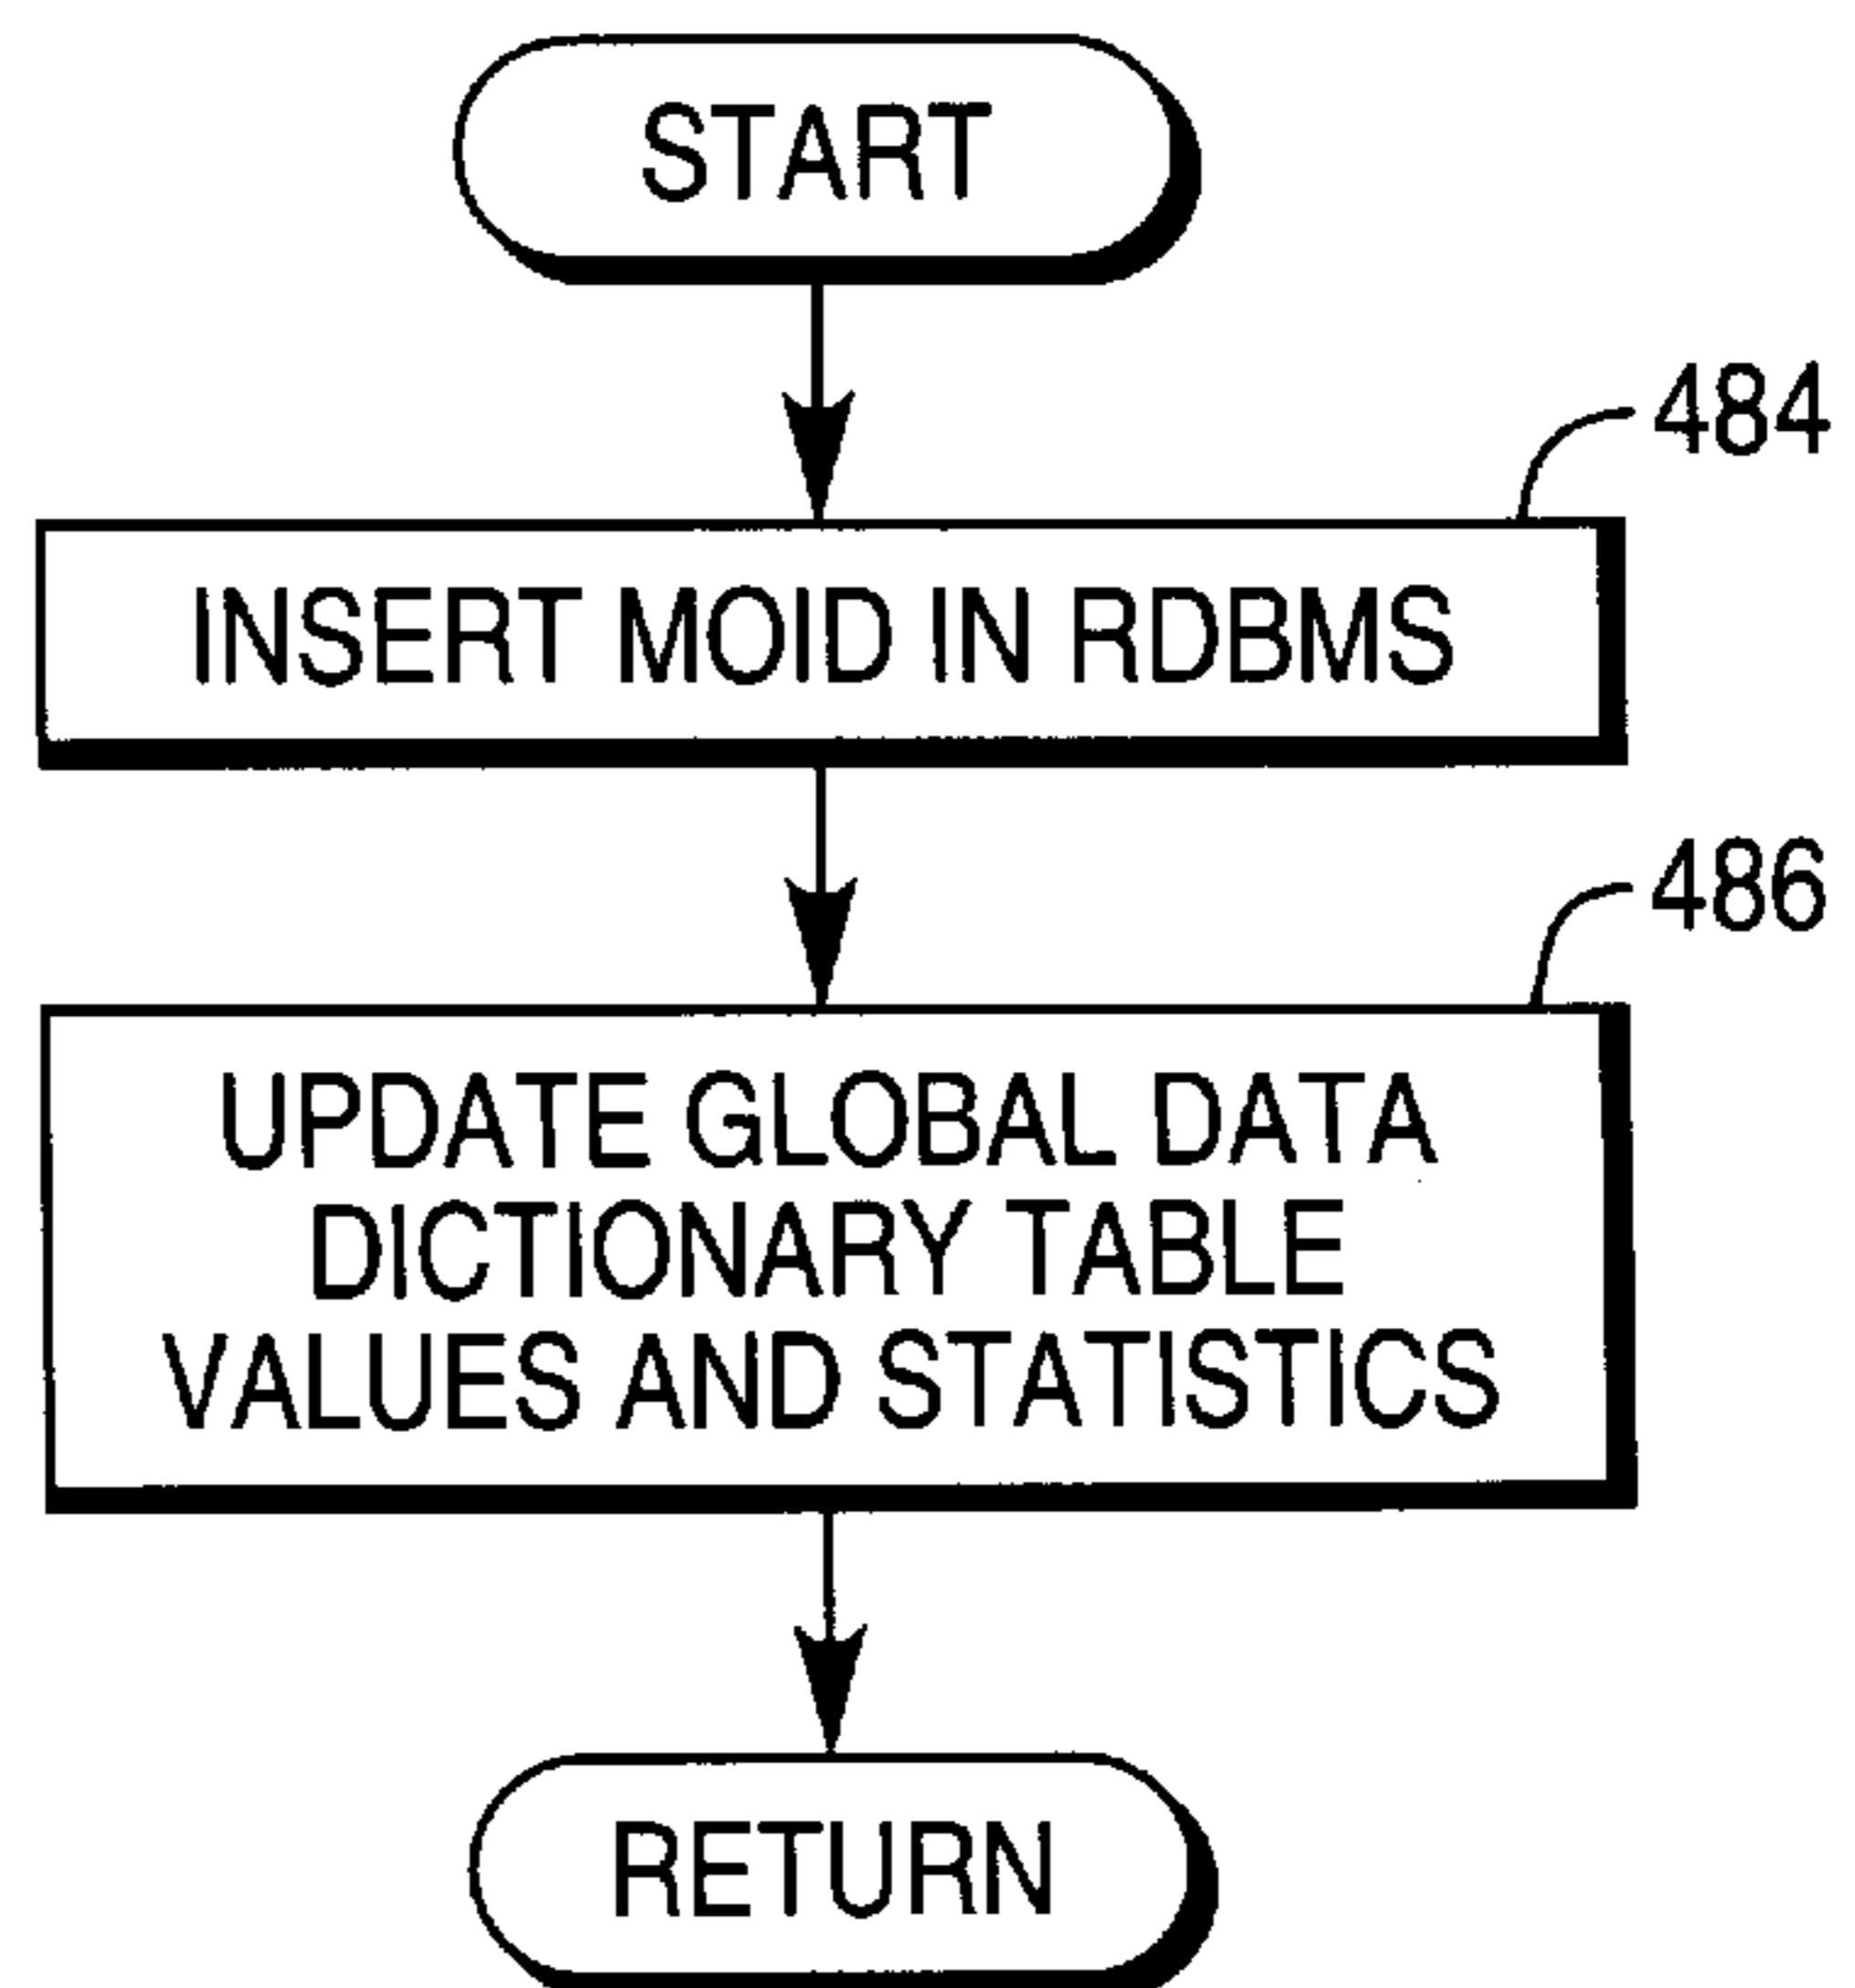 START
484
INSERT MOID IN RDBMS
486
UPDATE GLOBAL DATA
DICTIONARY TABLE
VALUES AND STATISTICS
RETURN